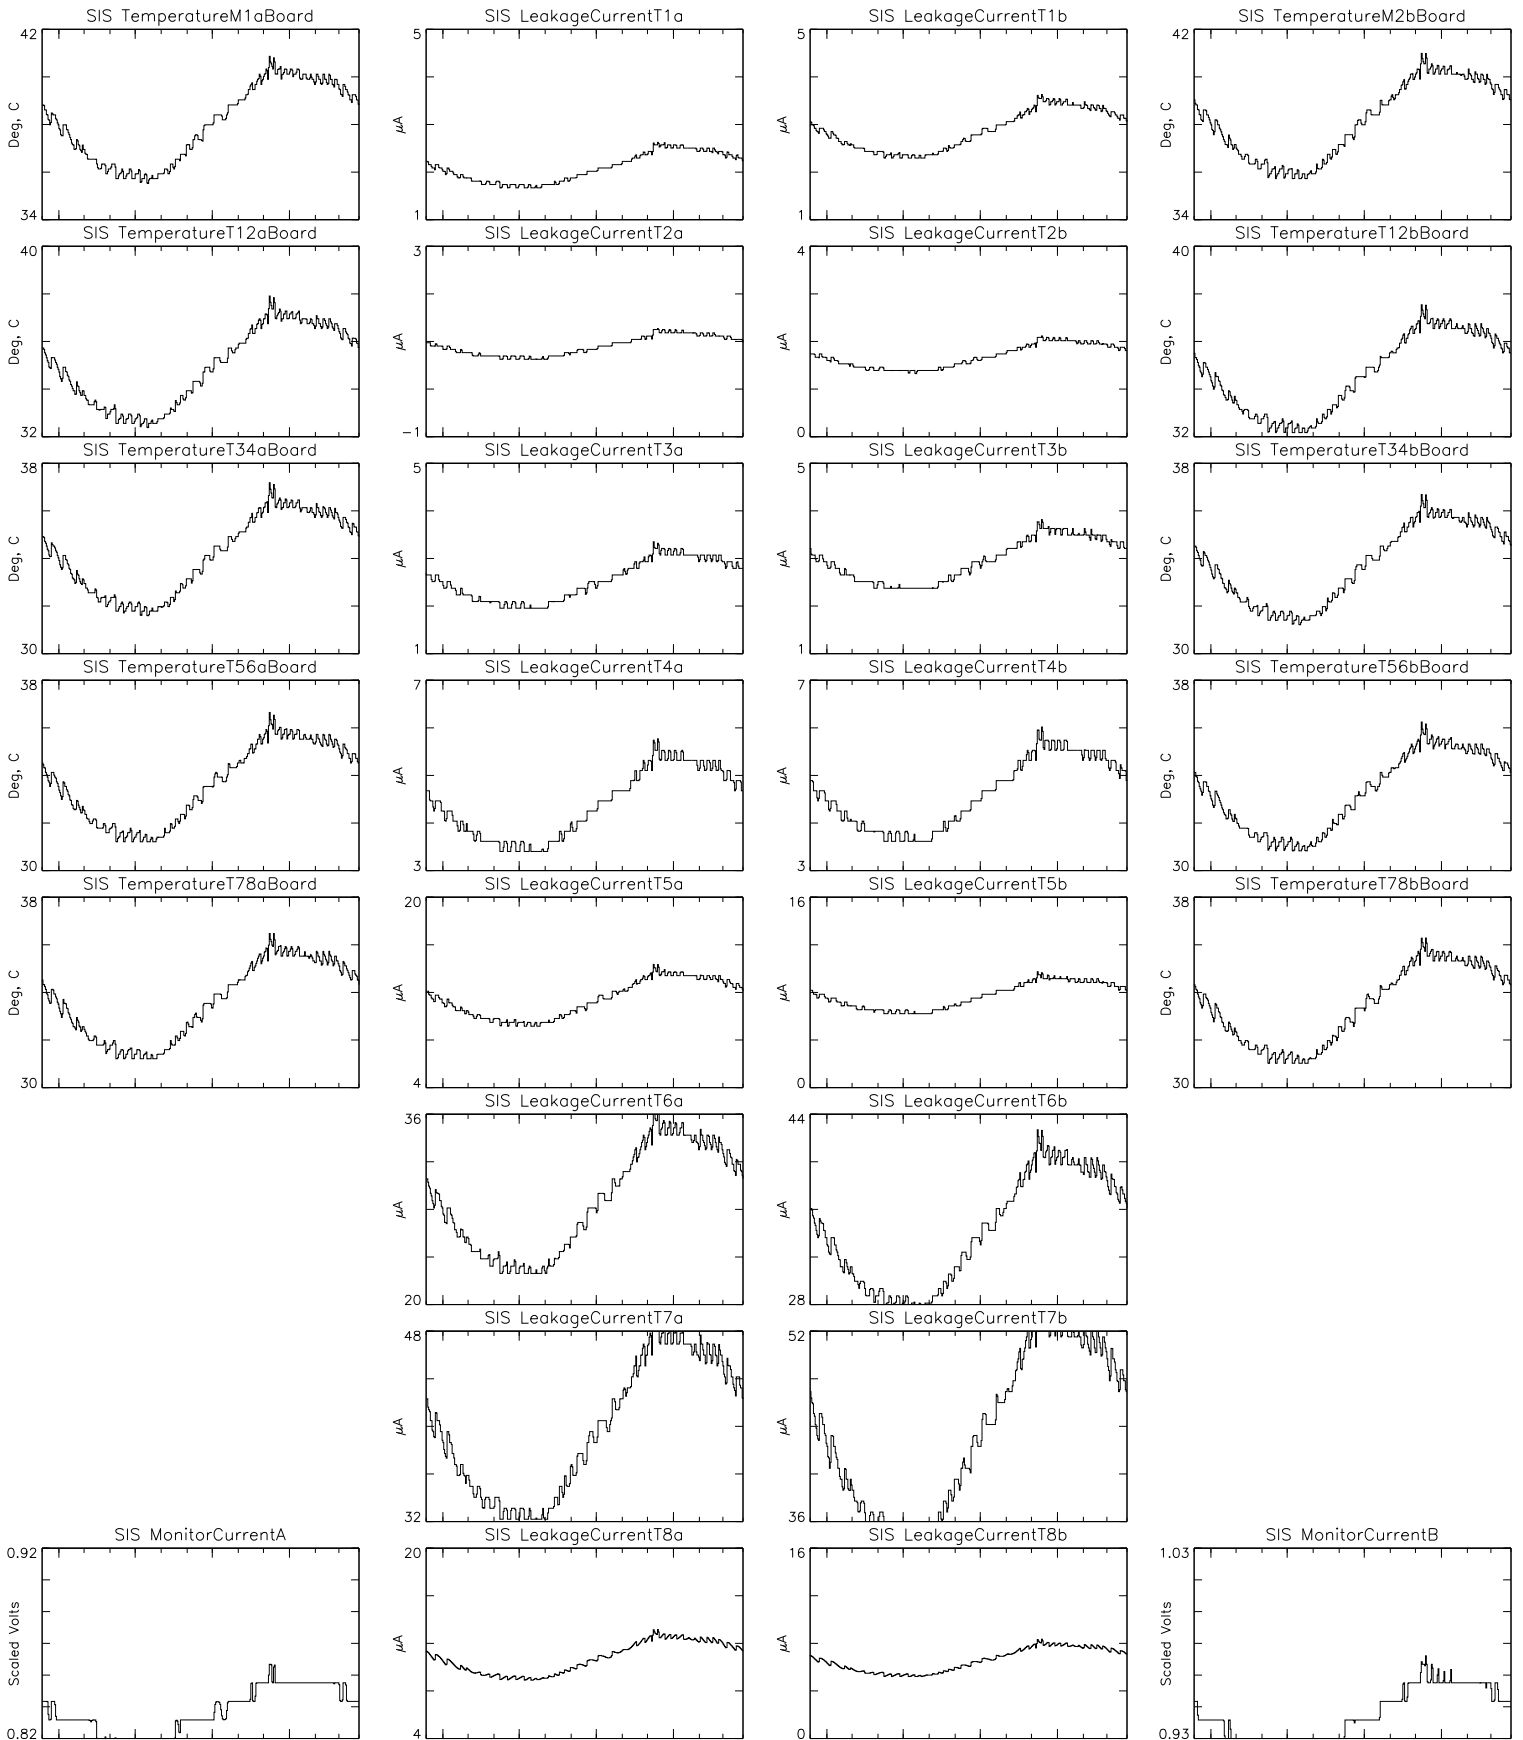 SIS TemperatureM1aBoard SIS LeakageCurrentT1a SIS LeakageCurrentT1b SIS TemperatureM2bBoard
42 5 5 42
Deg, C μA μA Deg, C
34 1 1 34
SIS TemperatureT12aBoard SIS LeakageCurrentT2a SIS LeakageCurrentT2b SIS TemperatureT12bBoard
40 3 4 40
Deg, C μA μA Deg, C
32 −1 0 32
SIS TemperatureT34aBoard SIS LeakageCurrentT3a SIS LeakageCurrentT3b SIS TemperatureT34bBoard
38 5 5 38
Deg, C μA μA Deg, C
30 1 1 30
SIS TemperatureT56aBoard SIS LeakageCurrentT4a SIS LeakageCurrentT4b SIS TemperatureT56bBoard
38 7 7 38
Deg, C μA μA Deg, C
30 3 3 30
SIS TemperatureT78aBoard SIS LeakageCurrentT5a SIS LeakageCurrentT5b SIS TemperatureT78bBoard
38 20 16 38
Deg, C μA μA Deg, C
30 4 0 30
SIS LeakageCurrentT6a SIS LeakageCurrentT6b
36 44
μA μA
20 28
SIS LeakageCurrentT7a SIS LeakageCurrentT7b
48 52
μA μA
32 36
SIS MonitorCurrentA SIS LeakageCurrentT8a SIS LeakageCurrentT8b SIS MonitorCurrentB
0.92 20 16 1.03
Scaled Volts μA μA Scaled Volts
0.82 4 0 0.93